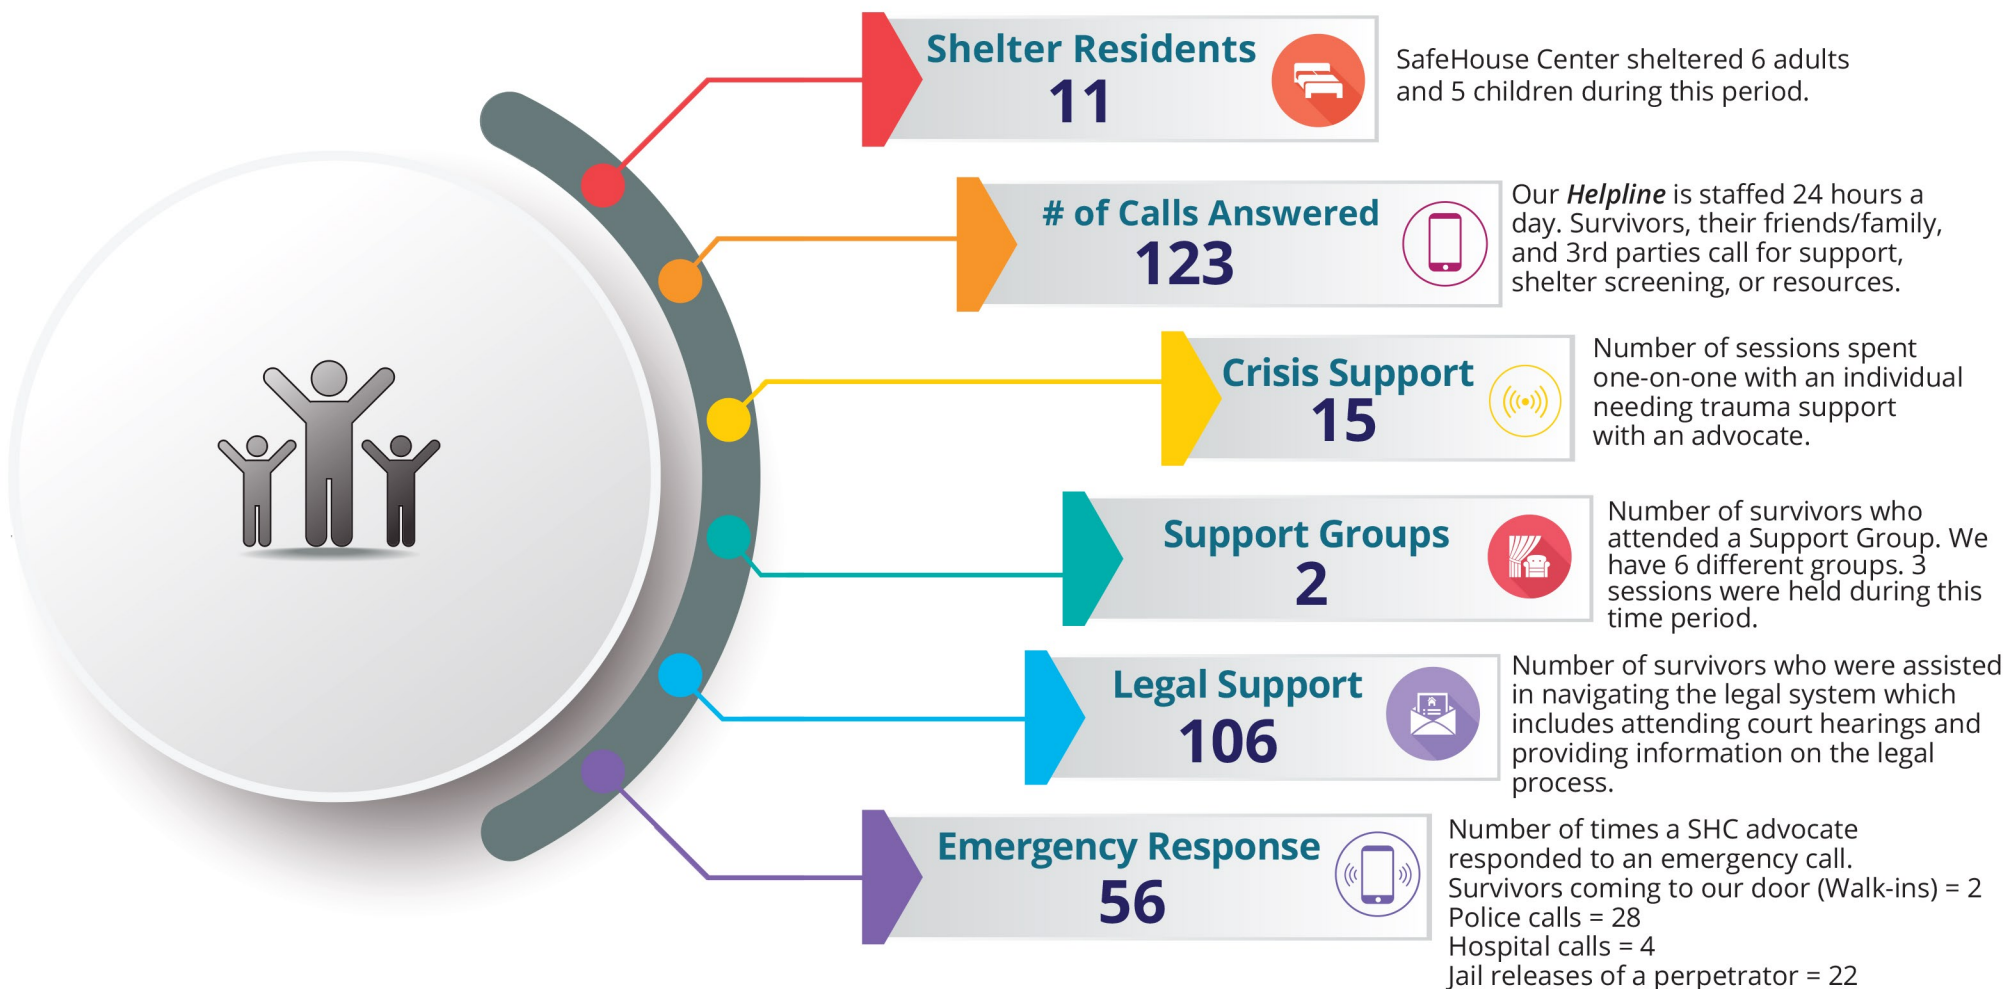 Shelter Residents
11
SafeHouse Center sheltered 6 adults
and 5 children during this period.
# of Calls Answered
123
Our Helpline is staffed 24 hours a
day. Survivors, their friends/family,
and 3rd parties call for support,
shelter screening, or resources.
Crisis Support
15
Number of sessions spent
one-on-one with an individual
needing trauma support
with an advocate.
Support Groups
2
Number of survivors who
attended a Support Group. We
have 6 different groups. 3
sessions were held during this
time period.
Legal Support
106
Number of survivors who were assisted
in navigating the legal system which
includes attending court hearings and
providing information on the legal
process.
Emergency Response
56
Number of times a SHC advocate
responded to an emergency call.
Survivors coming to our door (Walk-ins) = 2
Police calls = 28
Hospital calls = 4
Jail releases of a perpetrator = 22